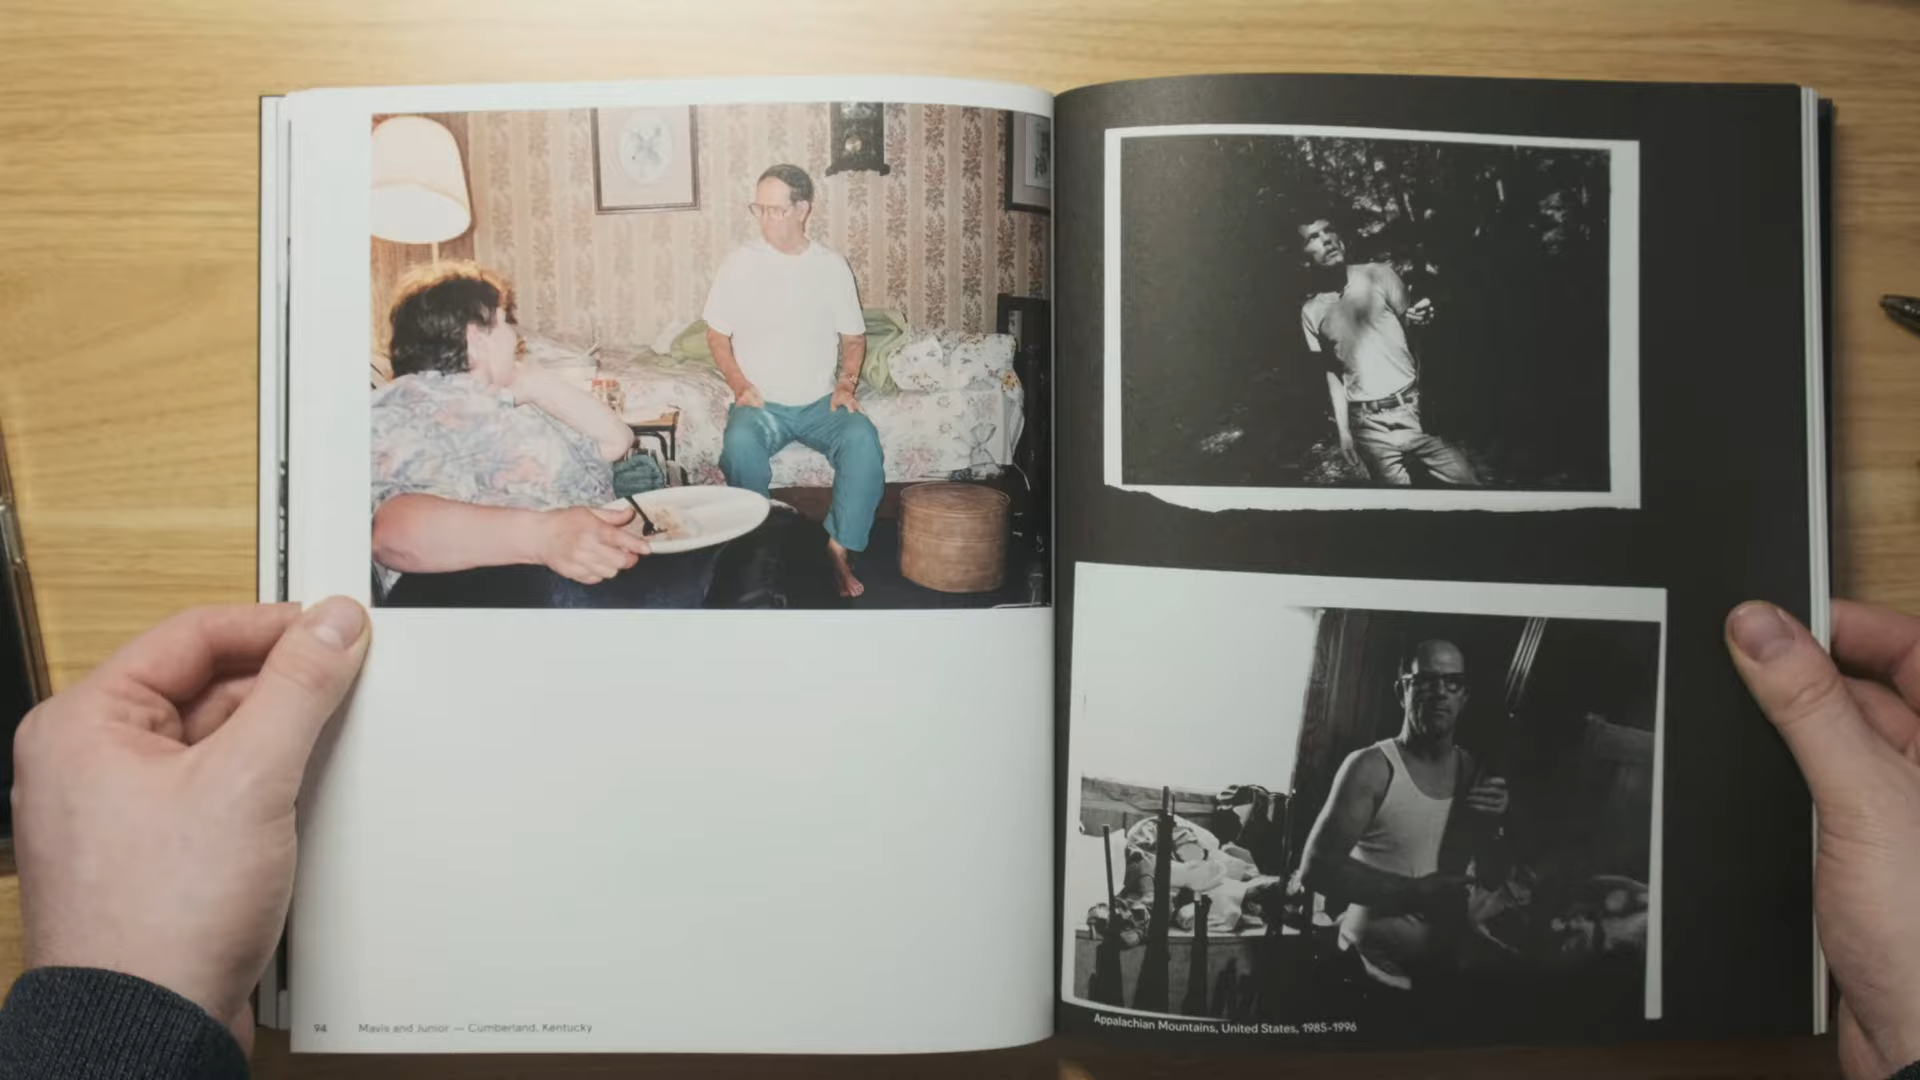 94 Mavis and Junior — Cumberland, Kentucky
Appalachian Mountains, United States, 1985-1996